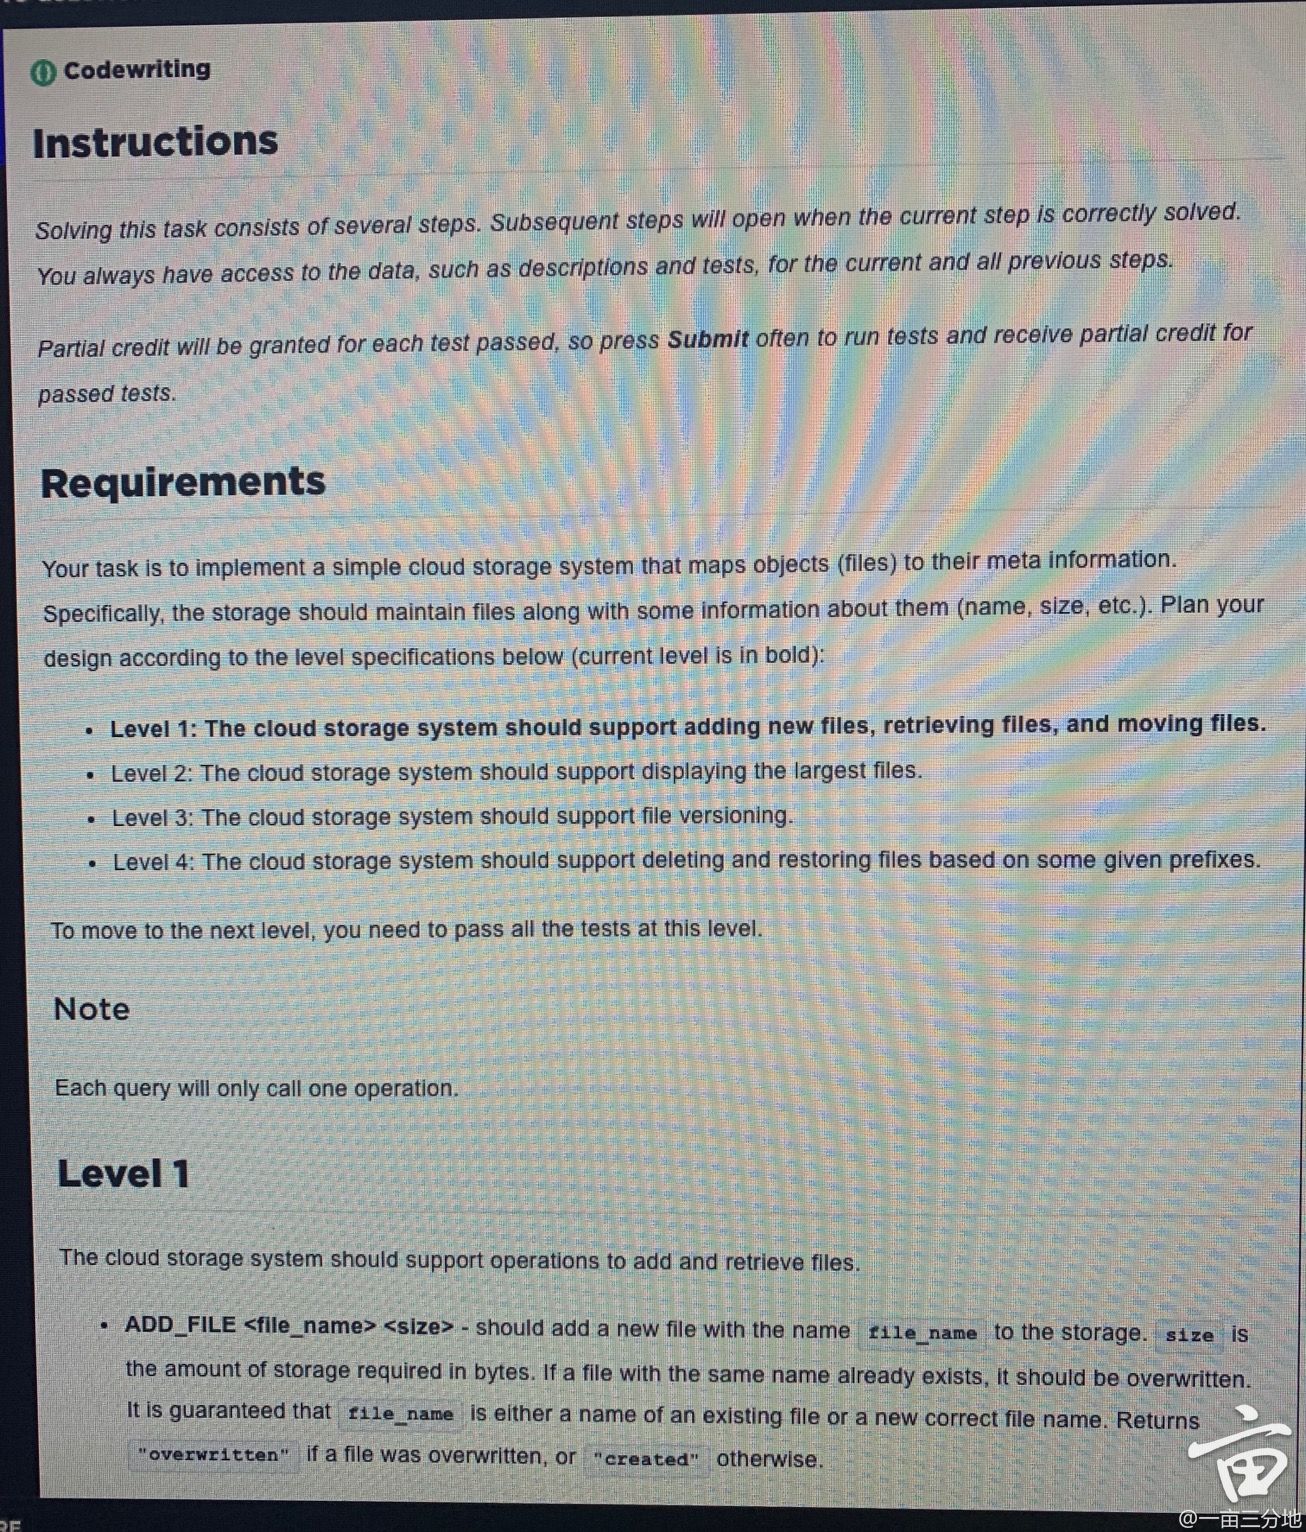 Codewriting
Instructions
Solving this task consists of several steps. Subsequent steps will open when the current step is correctly solved.
You always have access to the data, such as descriptions and tests, for the current and all previous steps.
Partial credit will be granted for each test passed, so press Submit often to run tests and receive partial credit for
passed tests.
Requirements
Your task is to implement a simple cloud storage system that maps objects (files) to their meta information.
Specifically, the storage should maintain files along with some information about them (name, size, etc.). Plan your
design according to the level specifications below (current level is in bold):
• Level 1: The cloud storage system should support adding new files, retrieving files, and moving files.
• Level 2: The cloud storage system should support displaying the largest files.
• Level 3: The cloud storage system should support file versioning.
• Level 4: The cloud storage system should support deleting and restoring files based on some given prefixes.
To move to the next level, you need to pass all the tests at this level.
Note
Each query will only call one operation.
Level 1
The cloud storage system should support operations to add and retrieve files.
• ADD_FILE <file_name> <size> - should add a new file with the name file_name to the storage. size is
the amount of storage required in bytes. If a file with the same name already exists, it should be overwritten.
It is guaranteed that file_name is either a name of an existing file or a new correct file name. Returns
"overwritten" if a file was overwritten, or "created" otherwise.
@一亩三分地